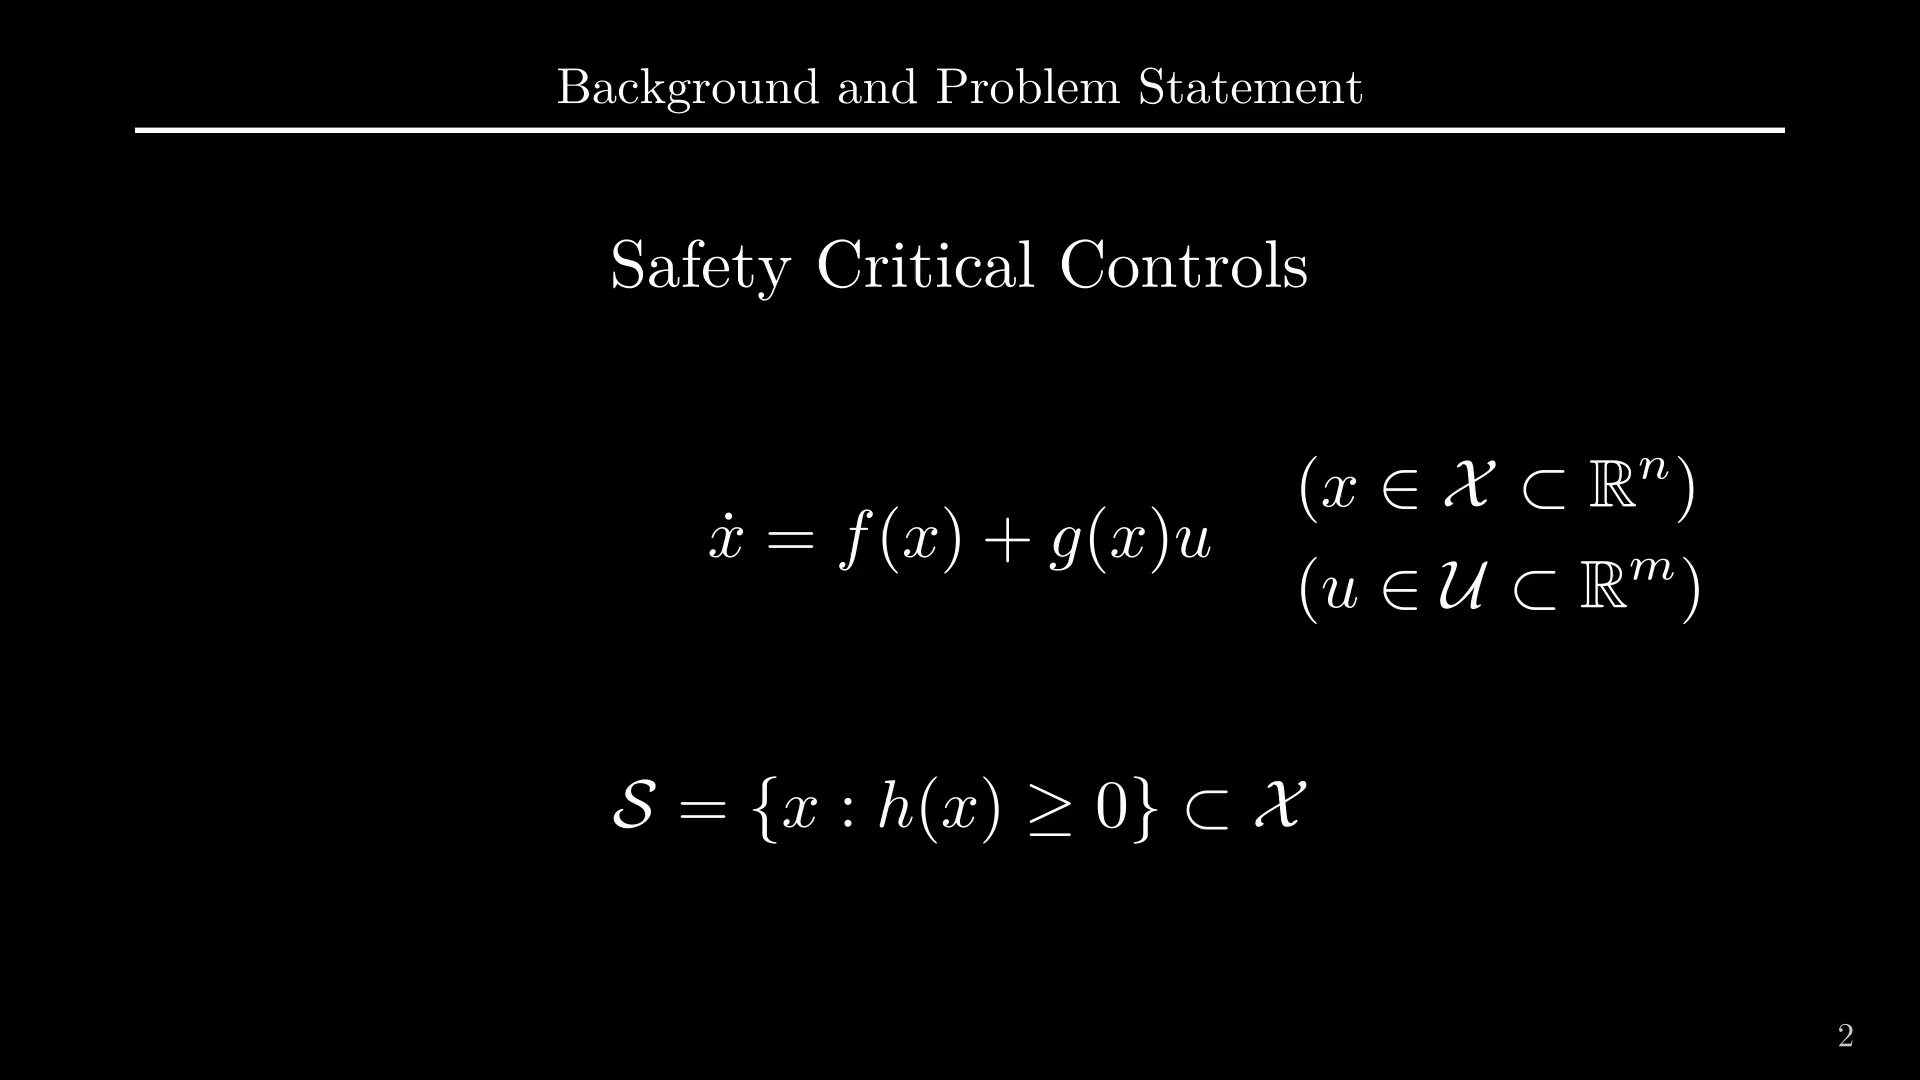 Background and Problem Statement
Safety Critical Controls
ẋ = f(x) + g(x)u
(x ∈ 𝒳 ⊂ ℝⁿ)
(u ∈ 𝒰 ⊂ ℝᵐ)
𝒮 = {x : h(x) ≥ 0} ⊂ 𝒳
2